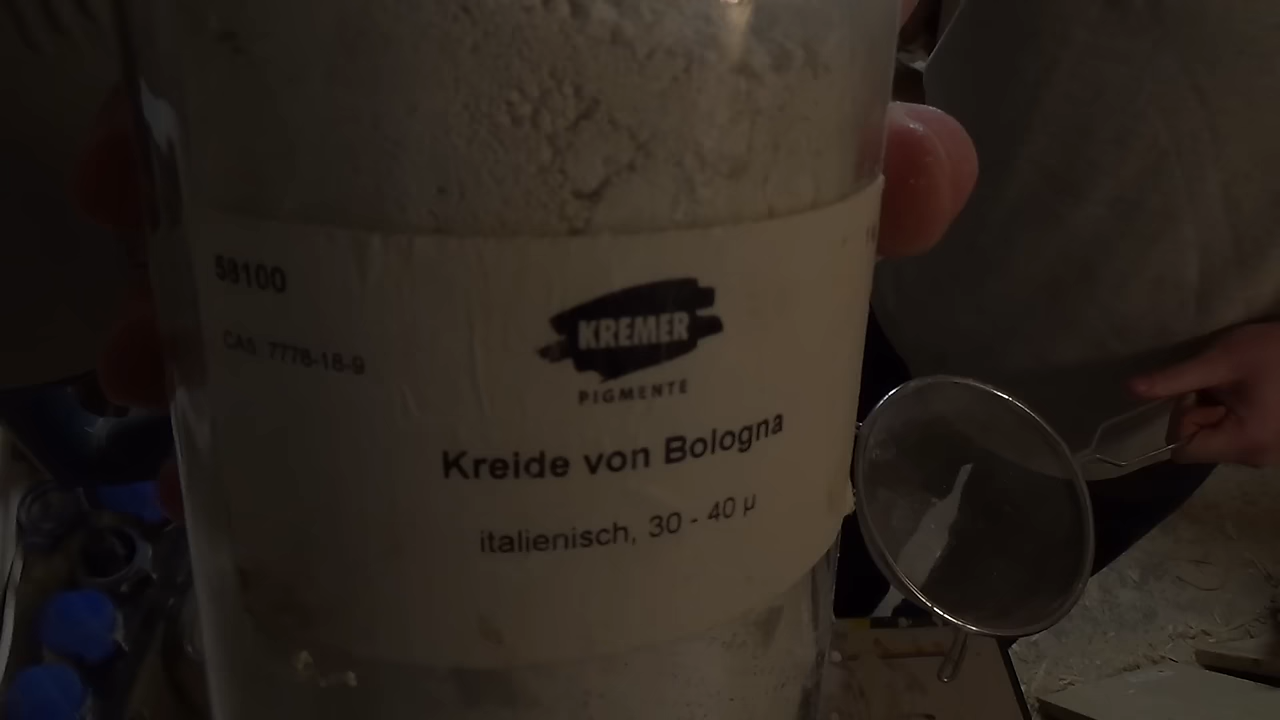 58100
CAS: 7778-18-9
KREMER
PIGMENTE
Kreide von Bologna
italienisch, 30 - 40 µ